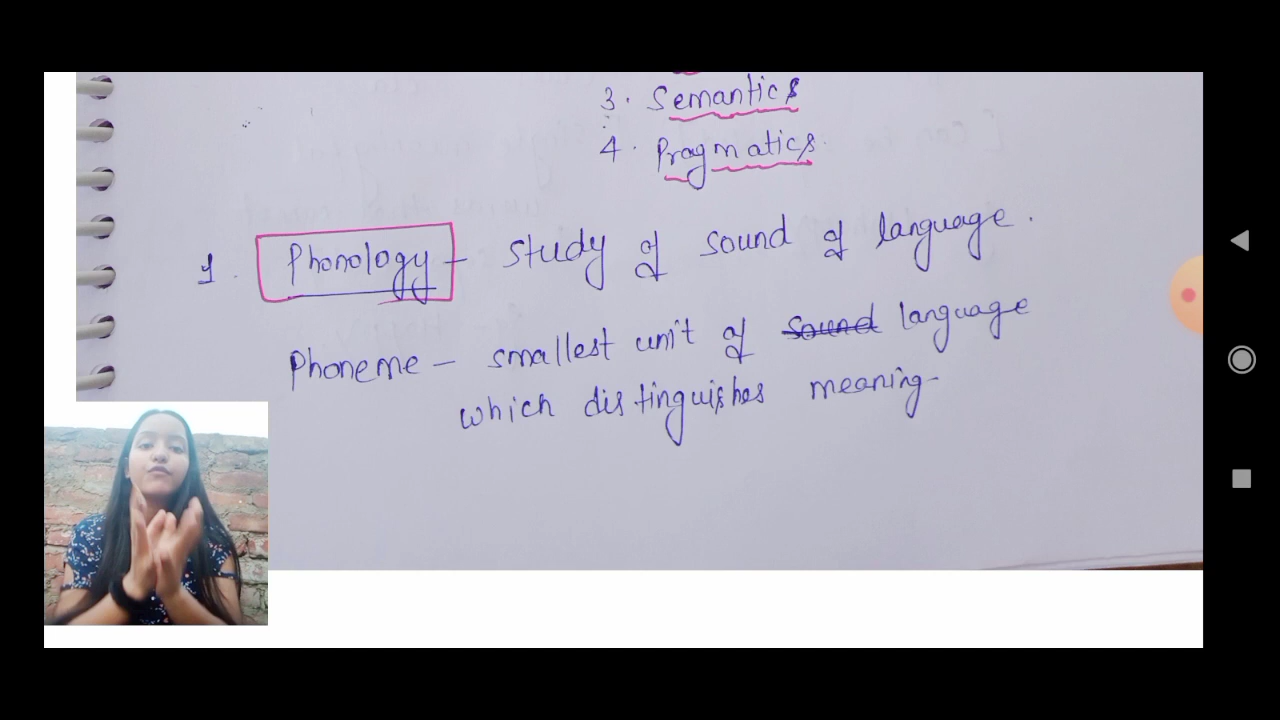 3. Semantics
4. Pragmatics.
1. Phonology - study of sound of language.
Phoneme - smallest unit of sound language
which distinguishes meaning-